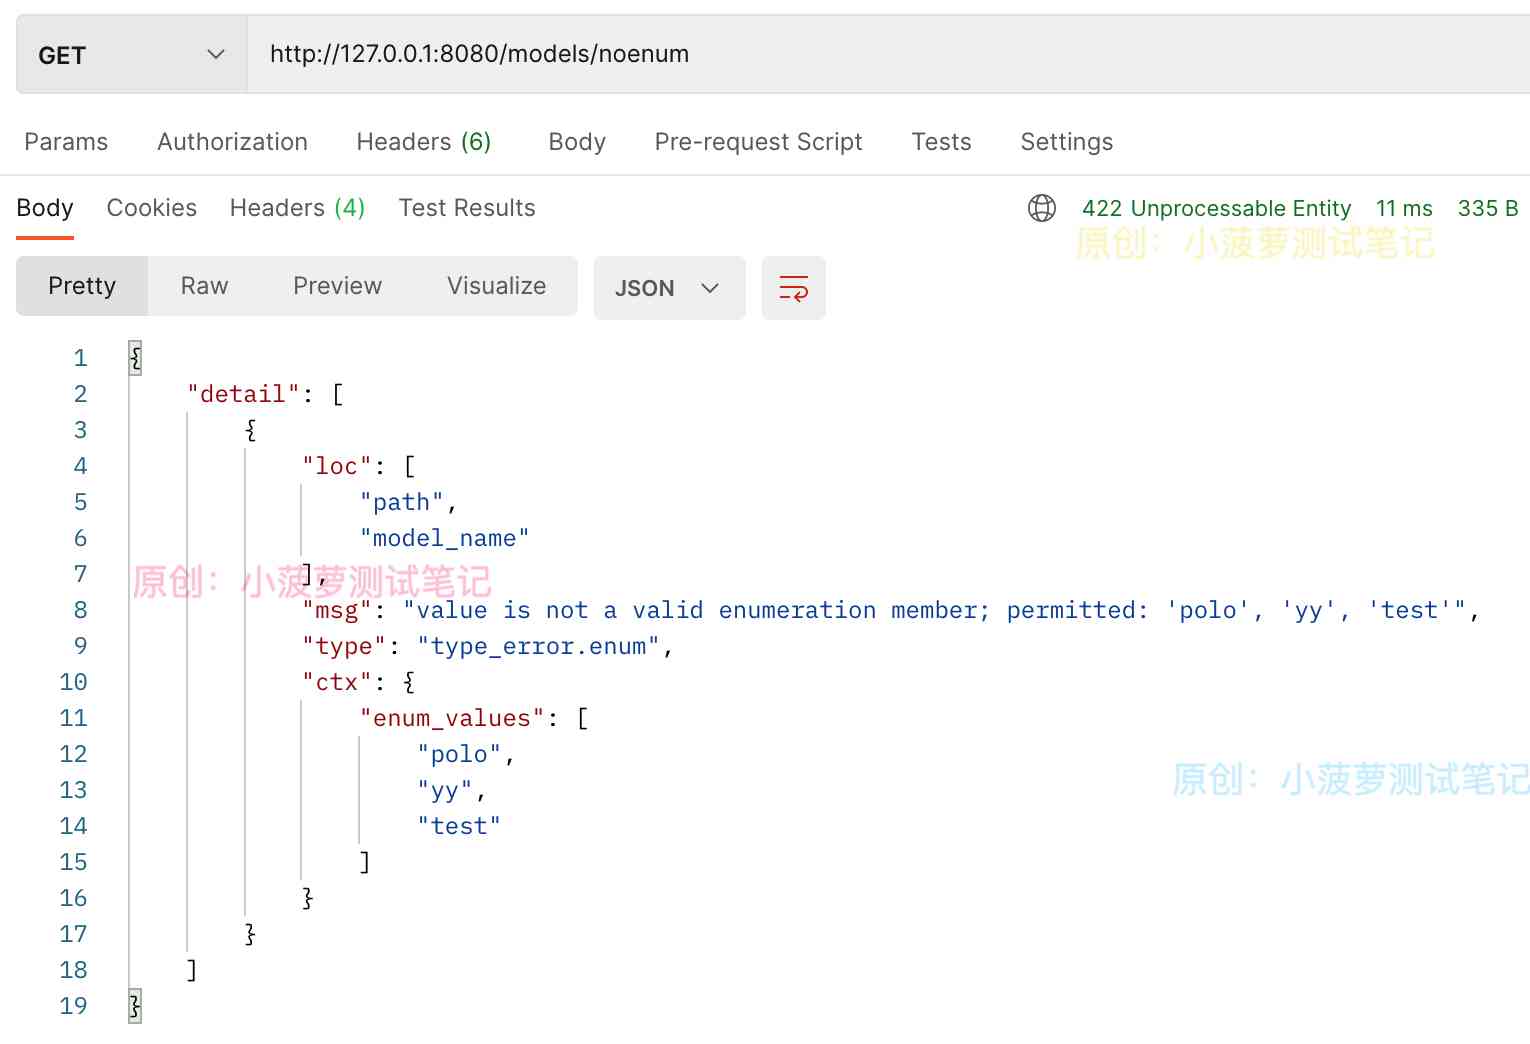 GET http://127.0.0.1:8080/models/noenum
Params Authorization Headers (6) Body Pre-request Script Tests Settings
Body Cookies Headers (4) Test Results 422 Unprocessable Entity 11 ms 335 B
原创：小菠萝测试笔记
Pretty Raw Preview Visualize JSON
1 {
2 "detail": [
3 {
4 "loc": [
5 "path",
6 "model_name"
7 ],
原创：小菠萝测试笔记
8 "msg": "value is not a valid enumeration member; permitted: 'polo', 'yy', 'test'",
9 "type": "type_error.enum",
10 "ctx": {
11 "enum_values": [
12 "polo",
13 "yy",
原创：小菠萝测试笔记
14 "test"
15 ]
16 }
17 }
18 ]
19 }